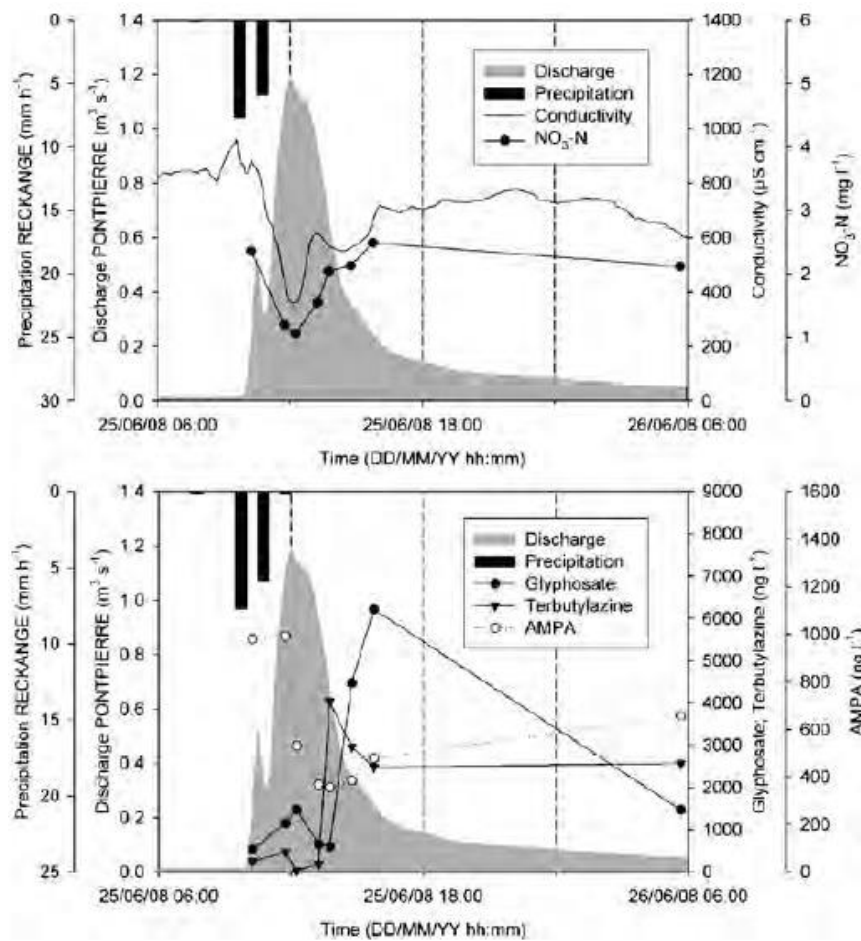 0 1.4 1400 6
5 1.2 1200 5
10 1.0 1000 4
0.8 800
15 0.6 600 3
20 0.4 400 2
25 0.2 200 1
30 0.0 0 0
Precipitation RECKANGE (mm h⁻¹)
Discharge PONTPIERRE (m³ s⁻¹)
Discharge
Precipitation
Conductivity
NO₃-N
Conductivity (µS cm⁻¹)
NO₃-N (mg l⁻¹)
25/06/08 06:00 25/06/08 18:00 26/06/08 06:00
Time (DD/MM/YY hh:mm)
0 1.4 9000 1600
1.2 8000 1400
5 7000 1200
1.0 6000 1000
10 0.8 5000 800
15 0.6 4000 600
0.4 3000 400
20 2000
0.2 1000 200
25 0.0 0 0
Precipitation RECKANGE (mm h⁻¹)
Discharge PONTPIERRE (m³ s⁻¹)
Discharge
Precipitation
Glyphosate
Terbutylazine
AMPA
Glyphosate; Terbutylazine (ng l⁻¹)
AMPA (ng l⁻¹)
25/06/08 06:00 25/06/08 18:00 26/06/08 06:00
Time (DD/MM/YY hh:mm)